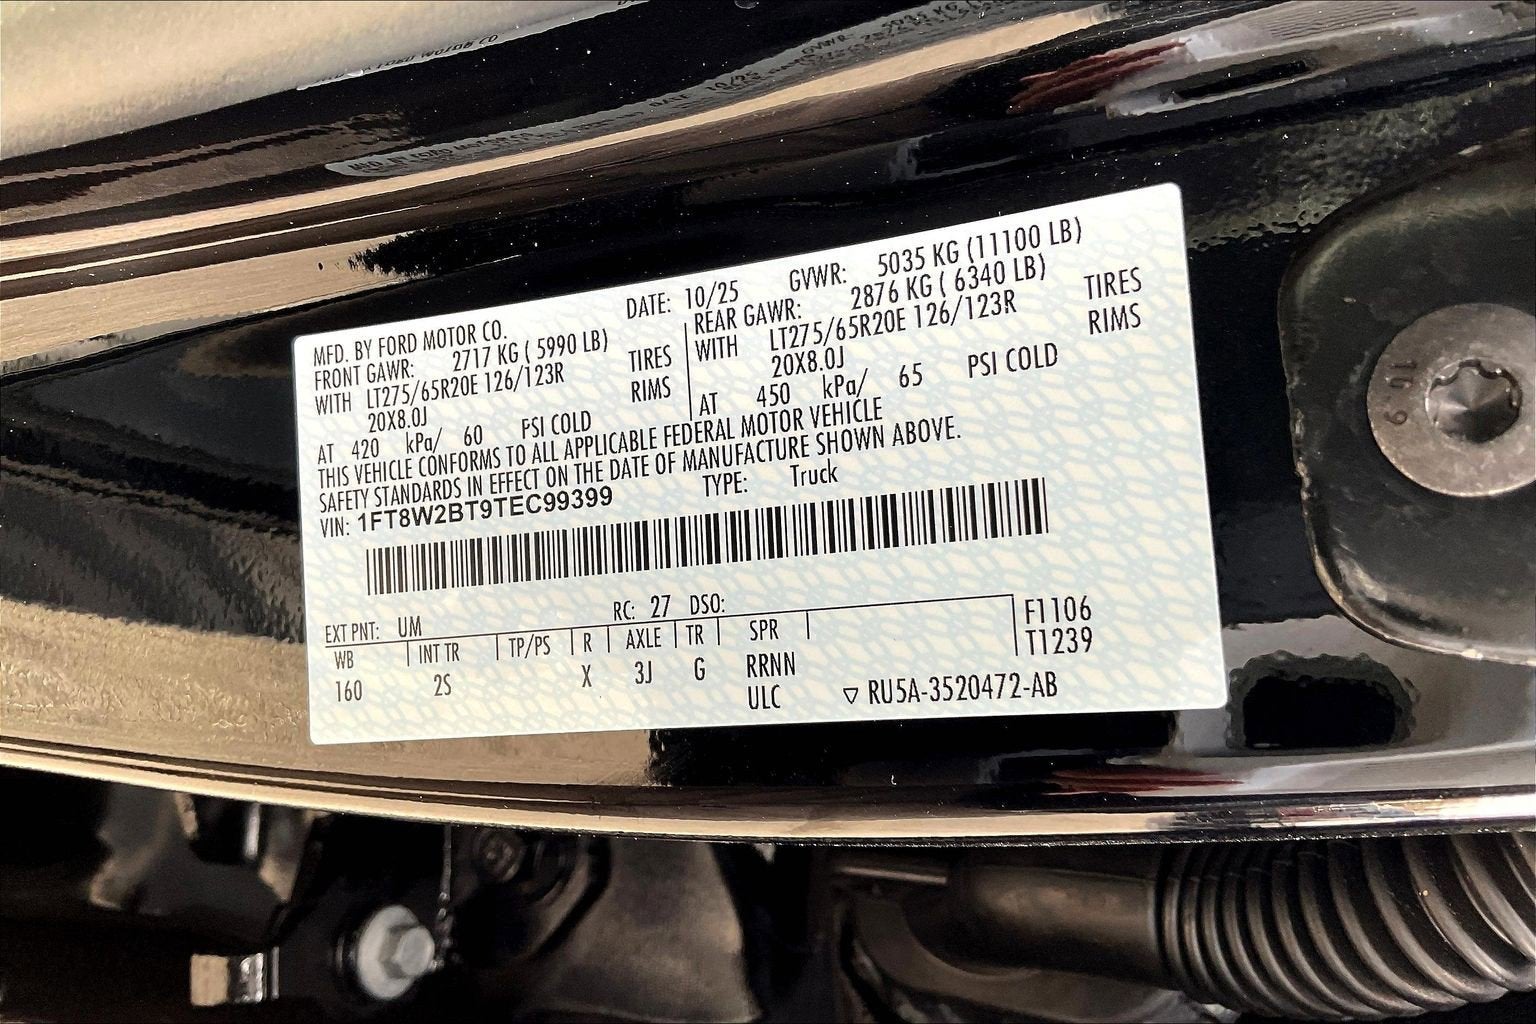 MFD. BY FORD MOTOR CO. DATE: 10/25 GVWR: 5035 KG (11100 LB)
FRONT GAWR: 2717 KG ( 5990 LB)
WITH LT275/65R20E 126/123R TIRES
20X8.0J RIMS
AT 420 kPa/ 60 PSI COLD
REAR GAWR: 2876 KG ( 6340 LB)
WITH LT275/65R20E 126/123R TIRES
20X8.0J RIMS
AT 450 kPa/ 65 PSI COLD
THIS VEHICLE CONFORMS TO ALL APPLICABLE FEDERAL MOTOR VEHICLE
SAFETY STANDARDS IN EFFECT ON THE DATE OF MANUFACTURE SHOWN ABOVE.
VIN: 1FT8W2BT9TEC99399 TYPE: Truck
EXT PNT: UM RC: 27 DSO:
WB INT TR TP/PS R AXLE TR SPR
160 2S X 3J G RRNN
ULC
F1106
T1239
▽ RU5A-3520472-AB
10.9